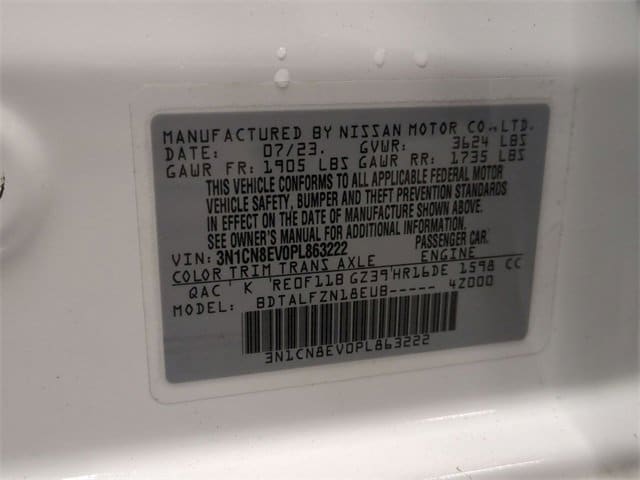 MANUFACTURED BY NISSAN MOTOR CO.,LTD.
DATE: 07/23. GVWR: 3624 LBS
GAWR FR: 1905 LBS GAWR RR: 1735 LBS
THIS VEHICLE CONFORMS TO ALL APPLICABLE FEDERAL MOTOR
VEHICLE SAFETY, BUMPER AND THEFT PREVENTION STANDARDS
IN EFFECT ON THE DATE OF MANUFACTURE SHOWN ABOVE.
SEE OWNER'S MANUAL FOR ADDITIONAL INFORMATION.
VIN: 3N1CN8EV0PL863222 PASSENGER CAR.
COLOR TRIM TRANS AXLE ENGINE
QAC' K 'RE0F11B GZ39'HR16DE 1598 CC
MODEL: BDTALFZN18EUB----- 4Z000
3N1CN8EV0PL863222